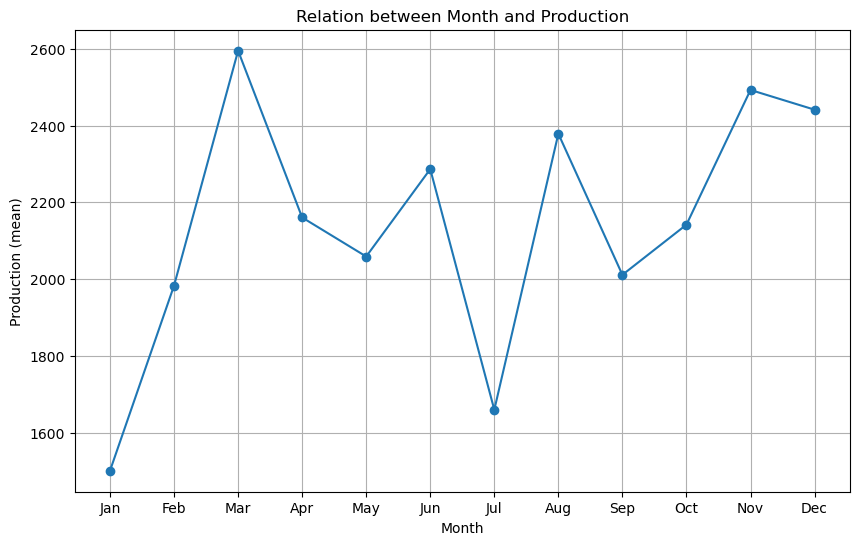 Relation between Month and Production
Production (mean)
2600
2400
2200
2000
1800
1600
Jan Feb Mar Apr May Jun Jul Aug Sep Oct Nov Dec
Month